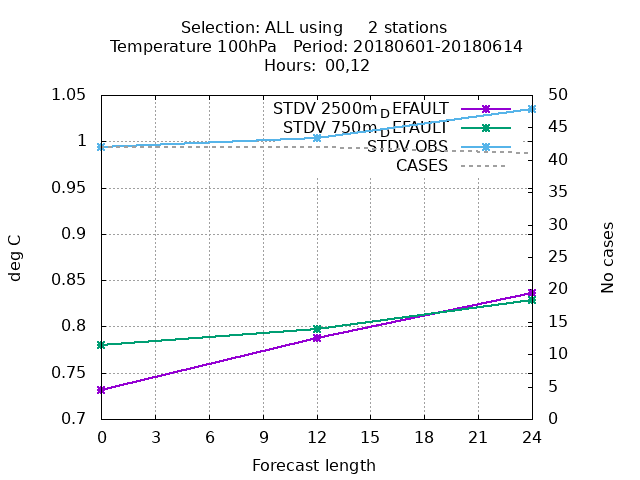 Selection: ALL using 2 stations
Temperature 100hPa Period: 20180601-20180614
Hours: 00,12
1.05
1
0.95
0.9
0.85
0.8
0.75
0.7
deg C
STDV 2500m_DEFAULT
STDV 750m_DEFAULT
STDV OBS
CASES
50
45
40
35
30
25
20
15
10
5
0
No cases
0 3 6 9 12 15 18 21 24
Forecast length